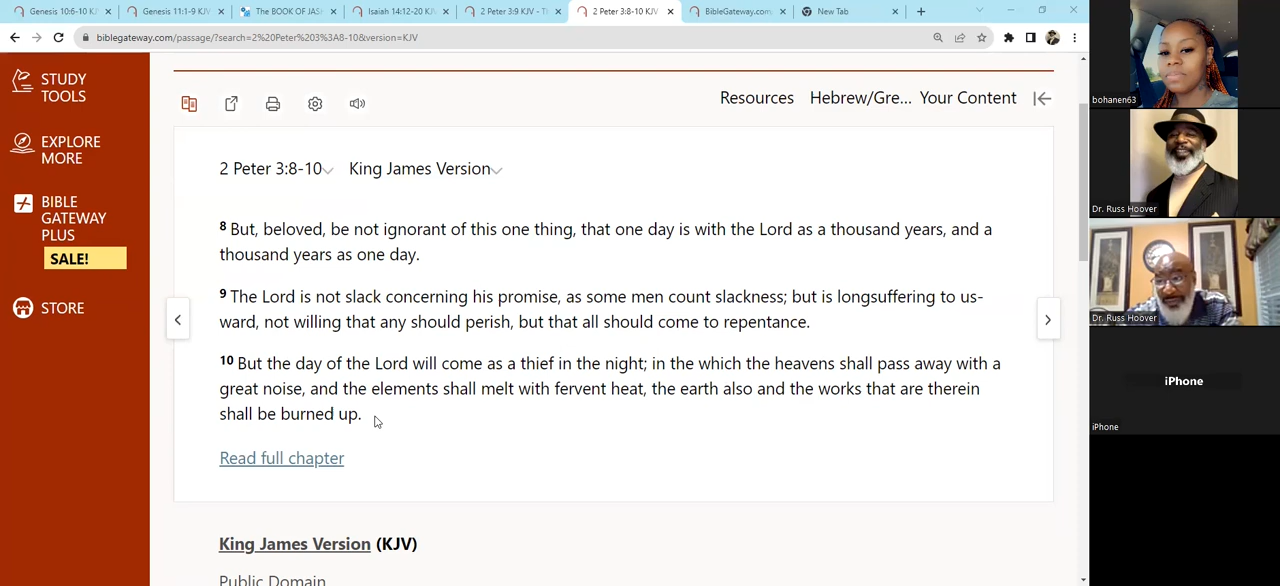 Genesis 10:6-10 KJ
Genesis 11:1-9 KJV
The BOOK OF JAS
Isaiah 14:12-20 KJV
2 Peter 3:9 KJV - T
2 Peter 3:8-10 KJV
BibleGateway.com
New Tab
biblegateway.com/passage/?search=2%20Peter%203%3A8-10&version=KJV
STUDY
TOOLS
EXPLORE
MORE
BIBLE
GATEWAY
PLUS
SALE!
STORE
Resources
Hebrew/Gre...
Your Content
2 Peter 3:8-10
King James Version
8 But, beloved, be not ignorant of this one thing, that one day is with the Lord as a thousand years, and a
thousand years as one day.
9 The Lord is not slack concerning his promise, as some men count slackness; but is longsuffering to us-
ward, not willing that any should perish, but that all should come to repentance.
10 But the day of the Lord will come as a thief in the night; in the which the heavens shall pass away with a
great noise, and the elements shall melt with fervent heat, the earth also and the works that are therein
shall be burned up.
Read full chapter
King James Version (KJV)
Public Domain
bohanen63
Dr. Russ Hoover
Dr. Russ Hoover
iPhone
iPhone